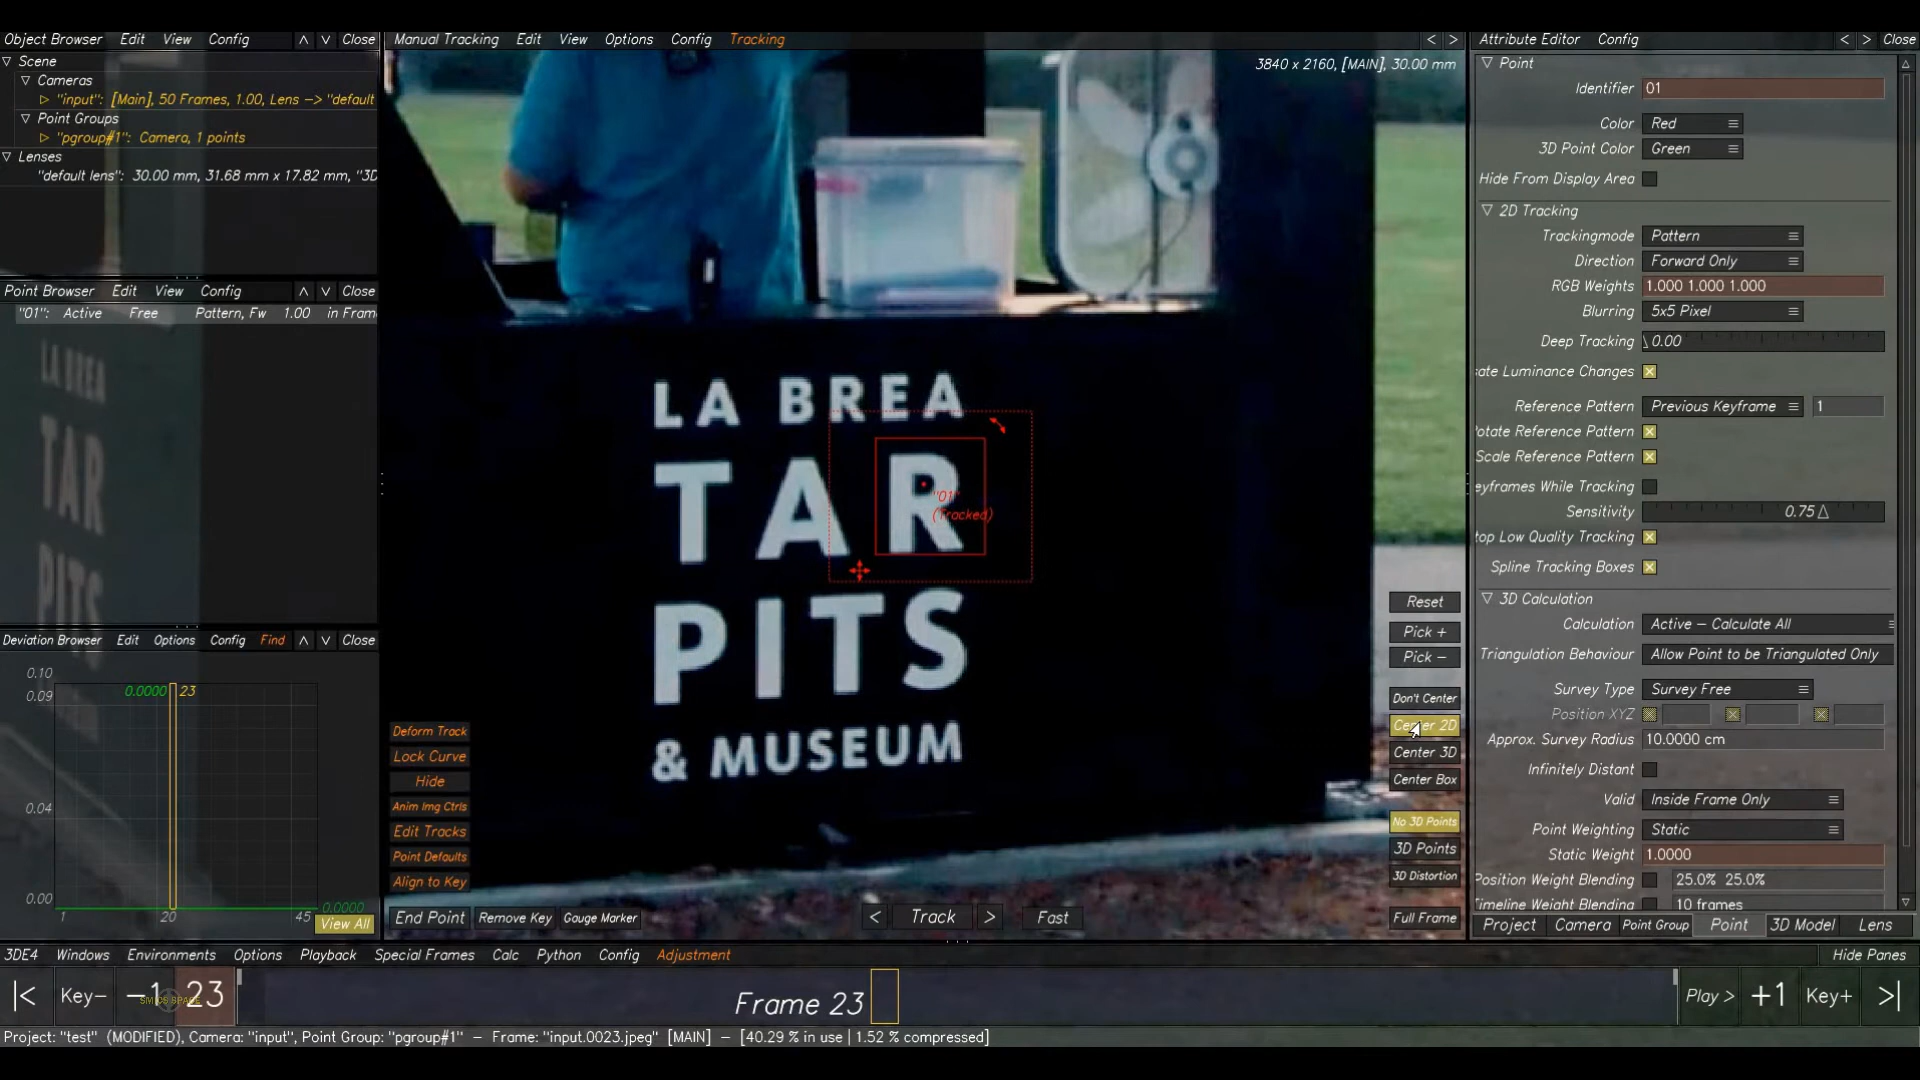 Object Browser Edit View Config Close
Scene
Cameras
"input": [Main], 50 Frames, 1.00, Lens -> "default
Point Groups
"pgroup#1": Camera, 1 points
Lenses
"default lens": 30.00 mm, 31.68 mm x 17.82 mm, "3D
Point Browser Edit View Config Close
"01": Active Free Pattern, Fw 1.00 in Fram
LA BREA
TAR
PITS
Deviation Browser Edit Options Config Find Close
0.10
0.09
0.04
0.00
0.0000 23
0.0000
1 20 45
View All
Manual Tracking Edit View Options Config Tracking < >
3840 x 2160, [MAIN], 30.00 mm
LA BREA
TAR
PITS
& MUSEUM
"01"
(Tracked)
Deform Track
Lock Curve
Hide
Anim Img Ctrls
Edit Tracks
Point Defaults
Align to Key
End Point Remove Key Gauge Marker
< Track > Fast
Reset
Pick +
Pick -
Don't Center
Center 2D
Center 3D
Center Box
No 3D Points
3D Points
3D Distortion
Full Frame
Attribute Editor Config < > Close
Point
Identifier 01
Color Red
3D Point Color Green
Hide From Display Area
2D Tracking
Trackingmode Pattern
Direction Forward Only
RGB Weights 1.000 1.000 1.000
Blurring 5x5 Pixel
Deep Tracking 0.00
ate Luminance Changes
Reference Pattern Previous Keyframe 1
otate Reference Pattern
Scale Reference Pattern
eyframes While Tracking
Sensitivity 0.75
top Low Quality Tracking
Spline Tracking Boxes
3D Calculation
Calculation Active - Calculate All
Triangulation Behaviour Allow Point to be Triangulated Only
Survey Type Survey Free
Position XYZ
Approx. Survey Radius 10.0000 cm
Infinitely Distant
Valid Inside Frame Only
Point Weighting Static
Static Weight 1.0000
Position Weight Blending 25.0% 25.0%
Timeline Weight Blending 10 frames
Project Camera Point Group Point 3D Model Lens
3DE4 Windows Environments Options Playback Special Frames Calc Python Config Adjustment Hide Panes
|< Key- -1 23 Frame 23 Play > +1 Key+ >|
Project: "test" (MODIFIED), Camera: "input", Point Group: "pgroup#1" - Frame: "input.0023.jpeg" [MAIN] - [40.29 % in use | 1.52 % compressed]